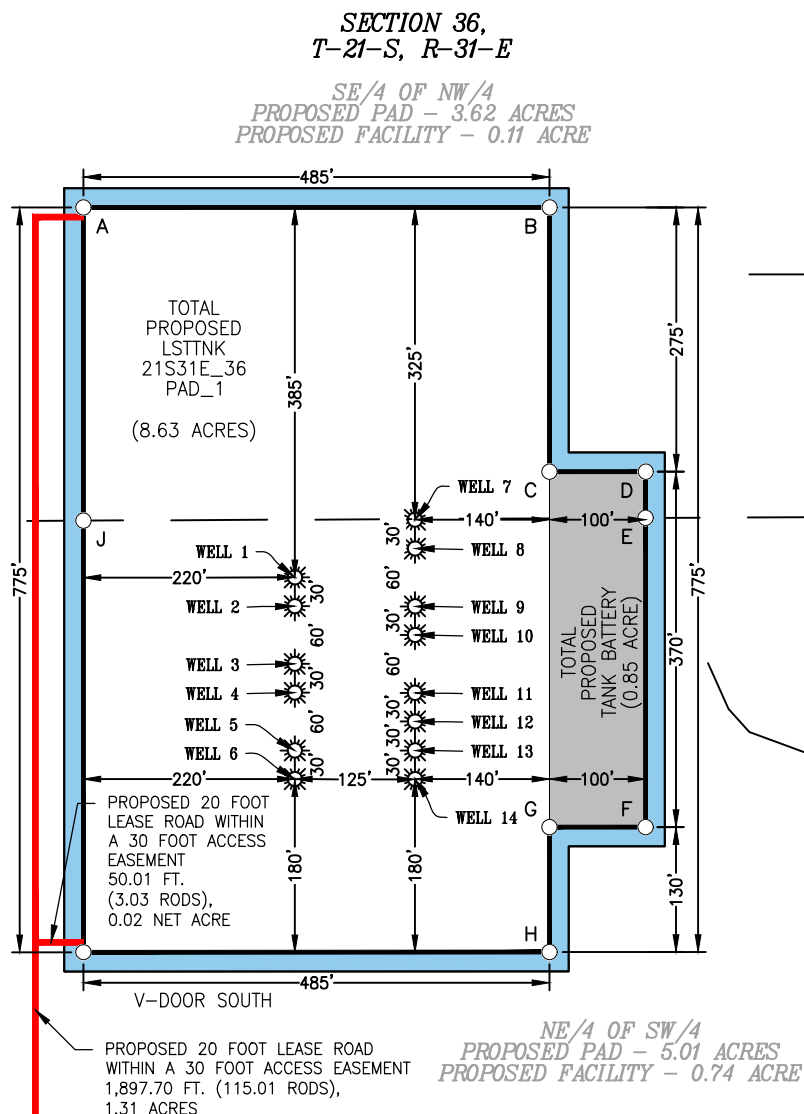 SECTION 36,
T-21-S, R-31-E
SE/4 OF NW/4
PROPOSED PAD - 3.62 ACRES
PROPOSED FACILITY - 0.11 ACRE
485'
A
B
TOTAL
PROPOSED
LSTTNK
21S31E_36
PAD_1
(8.63 ACRES)
385'
325'
275'
775'
775'
C
D
WELL 7
140'
100'
E
J
30'
WELL 8
WELL 1
60'
220'
30'
WELL 2
WELL 9
60'
30'
WELL 10
WELL 3
30'
60'
WELL 4
WELL 11
60'
30'
WELL 12
WELL 5
30'
WELL 13
WELL 6
30'
30'
220'
125'
140'
100'
WELL 14
TOTAL
PROPOSED
TANK BATTERY
(0.85 ACRE)
370'
G
F
PROPOSED 20 FOOT
LEASE ROAD WITHIN
A 30 FOOT ACCESS
EASEMENT
50.01 FT.
(3.03 RODS),
0.02 NET ACRE
180'
180'
130'
H
485'
V-DOOR SOUTH
NE/4 OF SW/4
PROPOSED PAD - 5.01 ACRES
PROPOSED FACILITY - 0.74 ACRE
PROPOSED 20 FOOT LEASE ROAD
WITHIN A 30 FOOT ACCESS EASEMENT
1,897.70 FT. (115.01 RODS),
1.31 ACRES